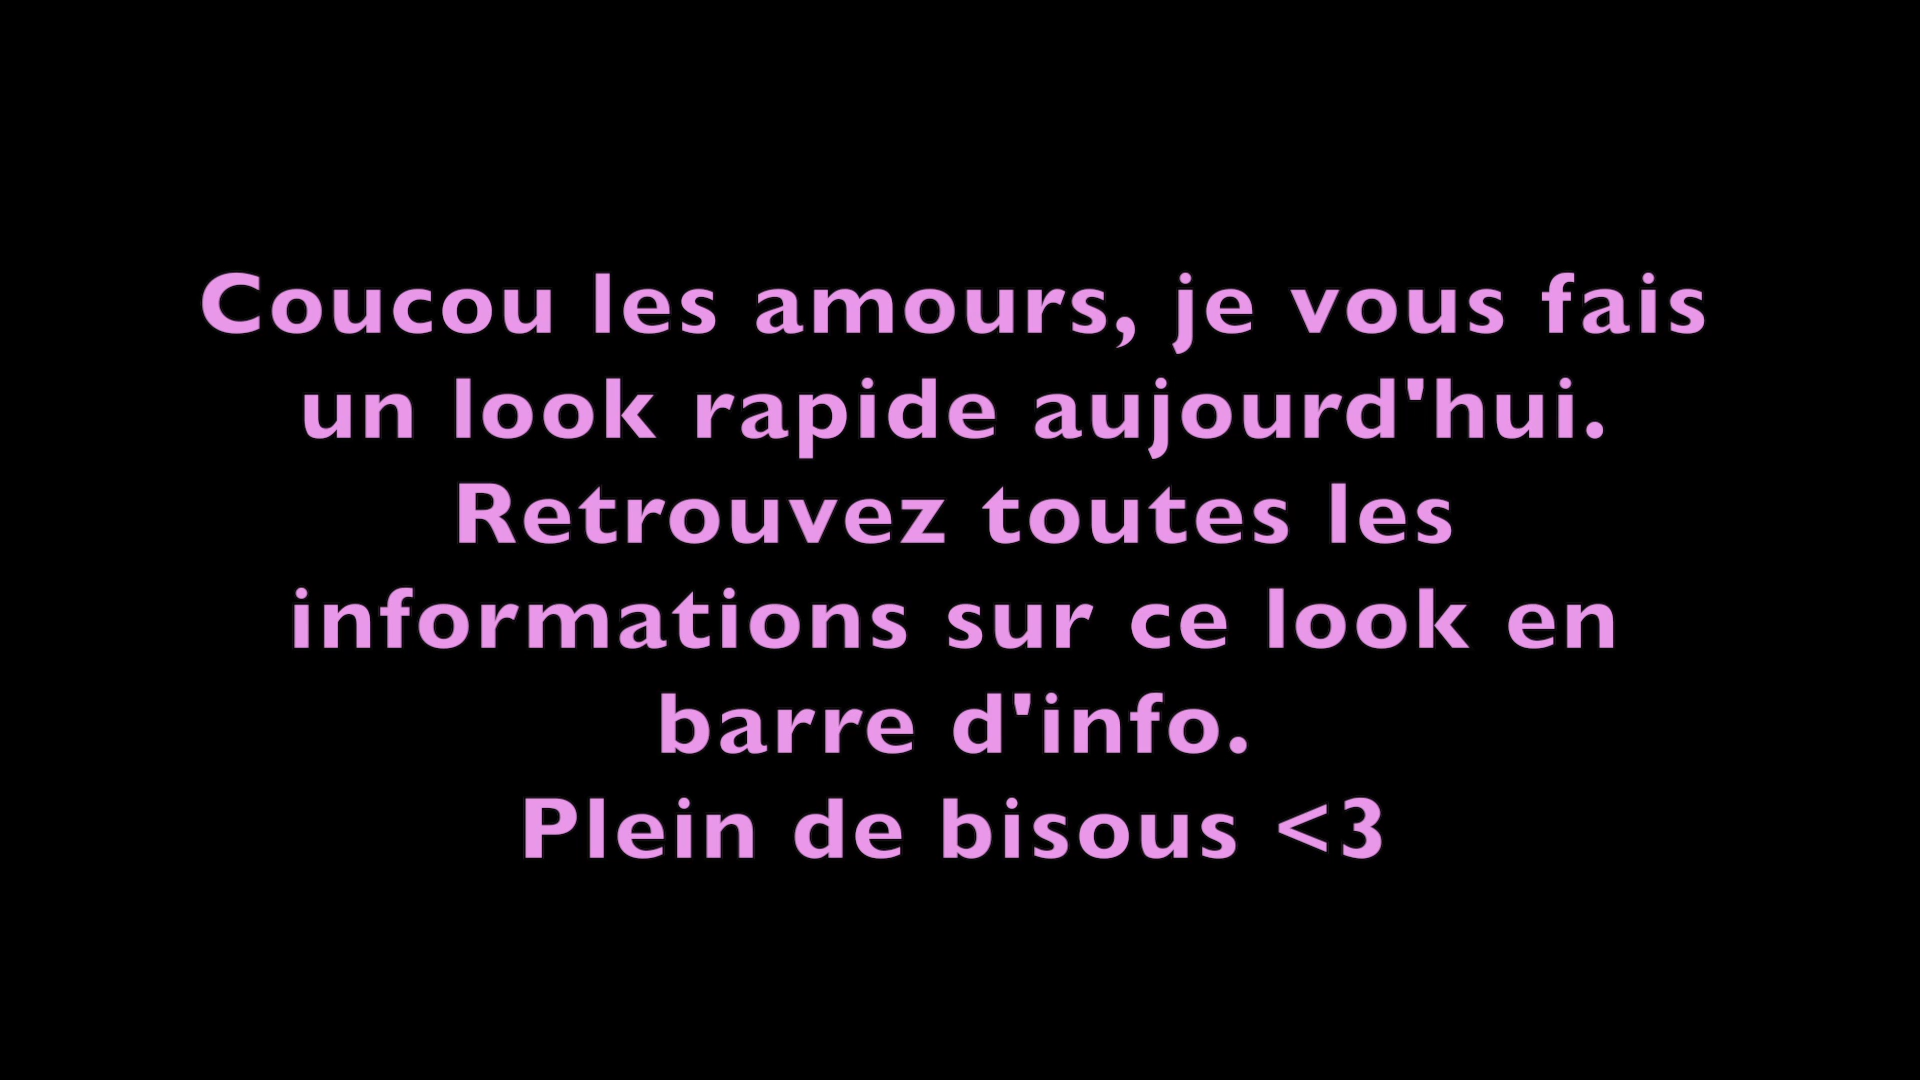 Coucou les amours, je vous fais
un look rapide aujourd'hui.
Retrouvez toutes les
informations sur ce look en
barre d'info.
Plein de bisous <3